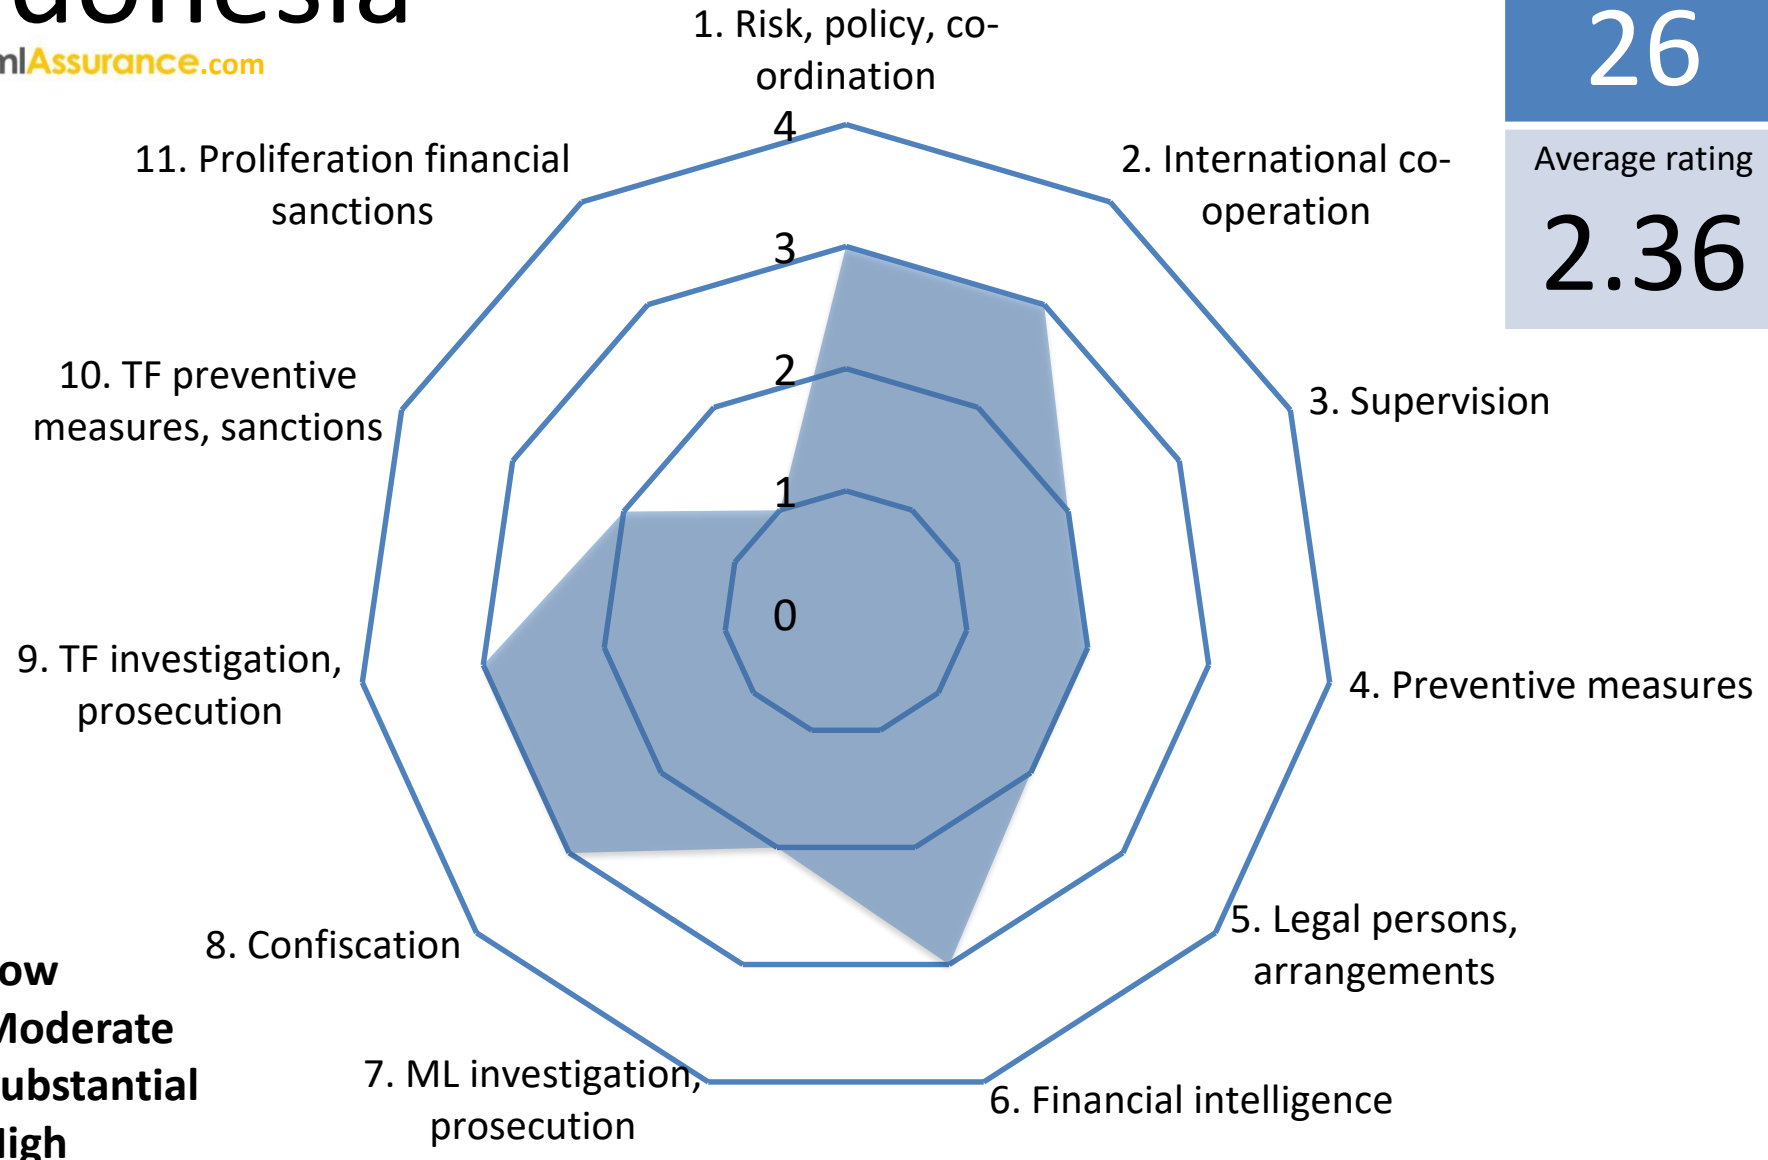 donesia
mlAssurance.com
1. Risk, policy, co-
ordination
26
Average rating
2.36
2. International co-
operation
3. Supervision
4. Preventive measures
5. Legal persons,
arrangements
6. Financial intelligence
7. ML investigation,
prosecution
8. Confiscation
9. TF investigation,
prosecution
10. TF preventive
measures, sanctions
11. Proliferation financial
sanctions
4
3
2
1
0
ow
Moderate
ubstantial
High